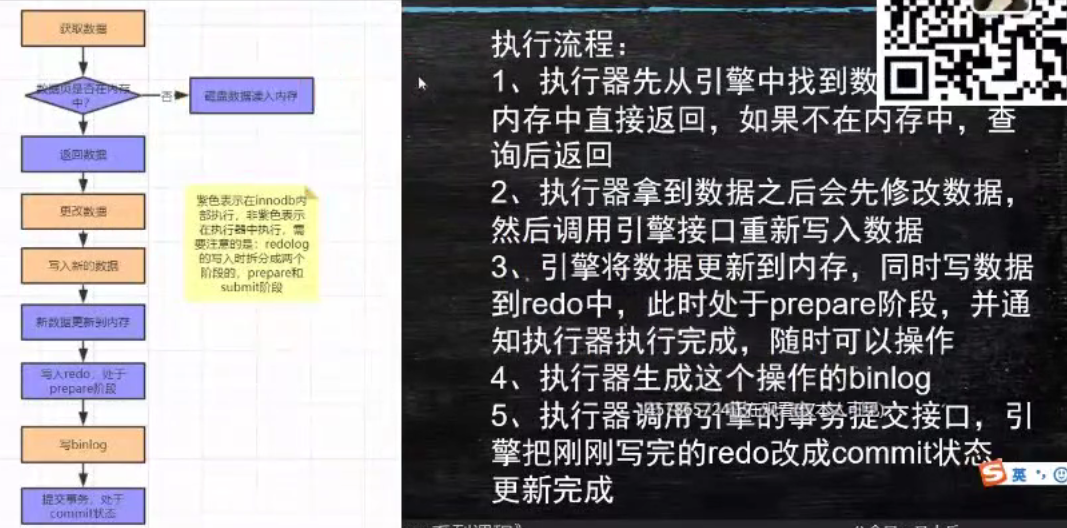 获取数据
数据页是否在内存
中?
否
磁盘数据读入内存
返回数据
更改数据
写入新的数据
新数据更新到内存
写入redo,处于
prepare阶段
写binlog
提交事务,处于
commit状态
紫色表示在innodb内
部执行,非紫色表示
在执行器中执行,需
要注意的是:redolog
的写入时拆分成两个
阶段的,prepare和
submit阶段
执行流程:
1、执行器先从引擎中找到数
内存中直接返回,如果不在内存中,查
询后返回
2、执行器拿到数据之后会先修改数据,
然后调用引擎接口重新写入数据
3、引擎将数据更新到内存,同时写数据
到redo中,此时处于prepare阶段,并通
知执行器执行完成,随时可以操作
4、执行器生成这个操作的binlog
5、执行器调用引擎的事务提交接口,引
擎把刚刚写完的redo改成commit状态,
更新完成
英